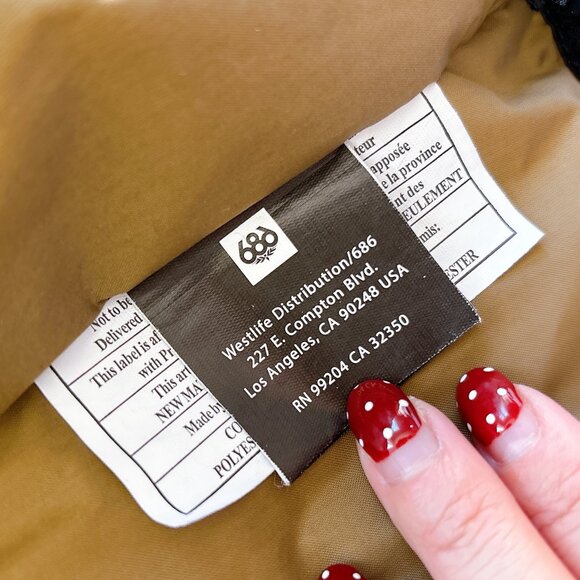 686
Westlife Distribution/686
227 E. Compton Blvd.
Los Angeles, CA 90248 USA
RN 99204 CA 32350
Not to be
Delivered
This label is af
with Pr
This art
NEW MA
Made by
CO
POLYES
teur
apposée
e la province
nt des
EULEMENT
mis:
ESTER